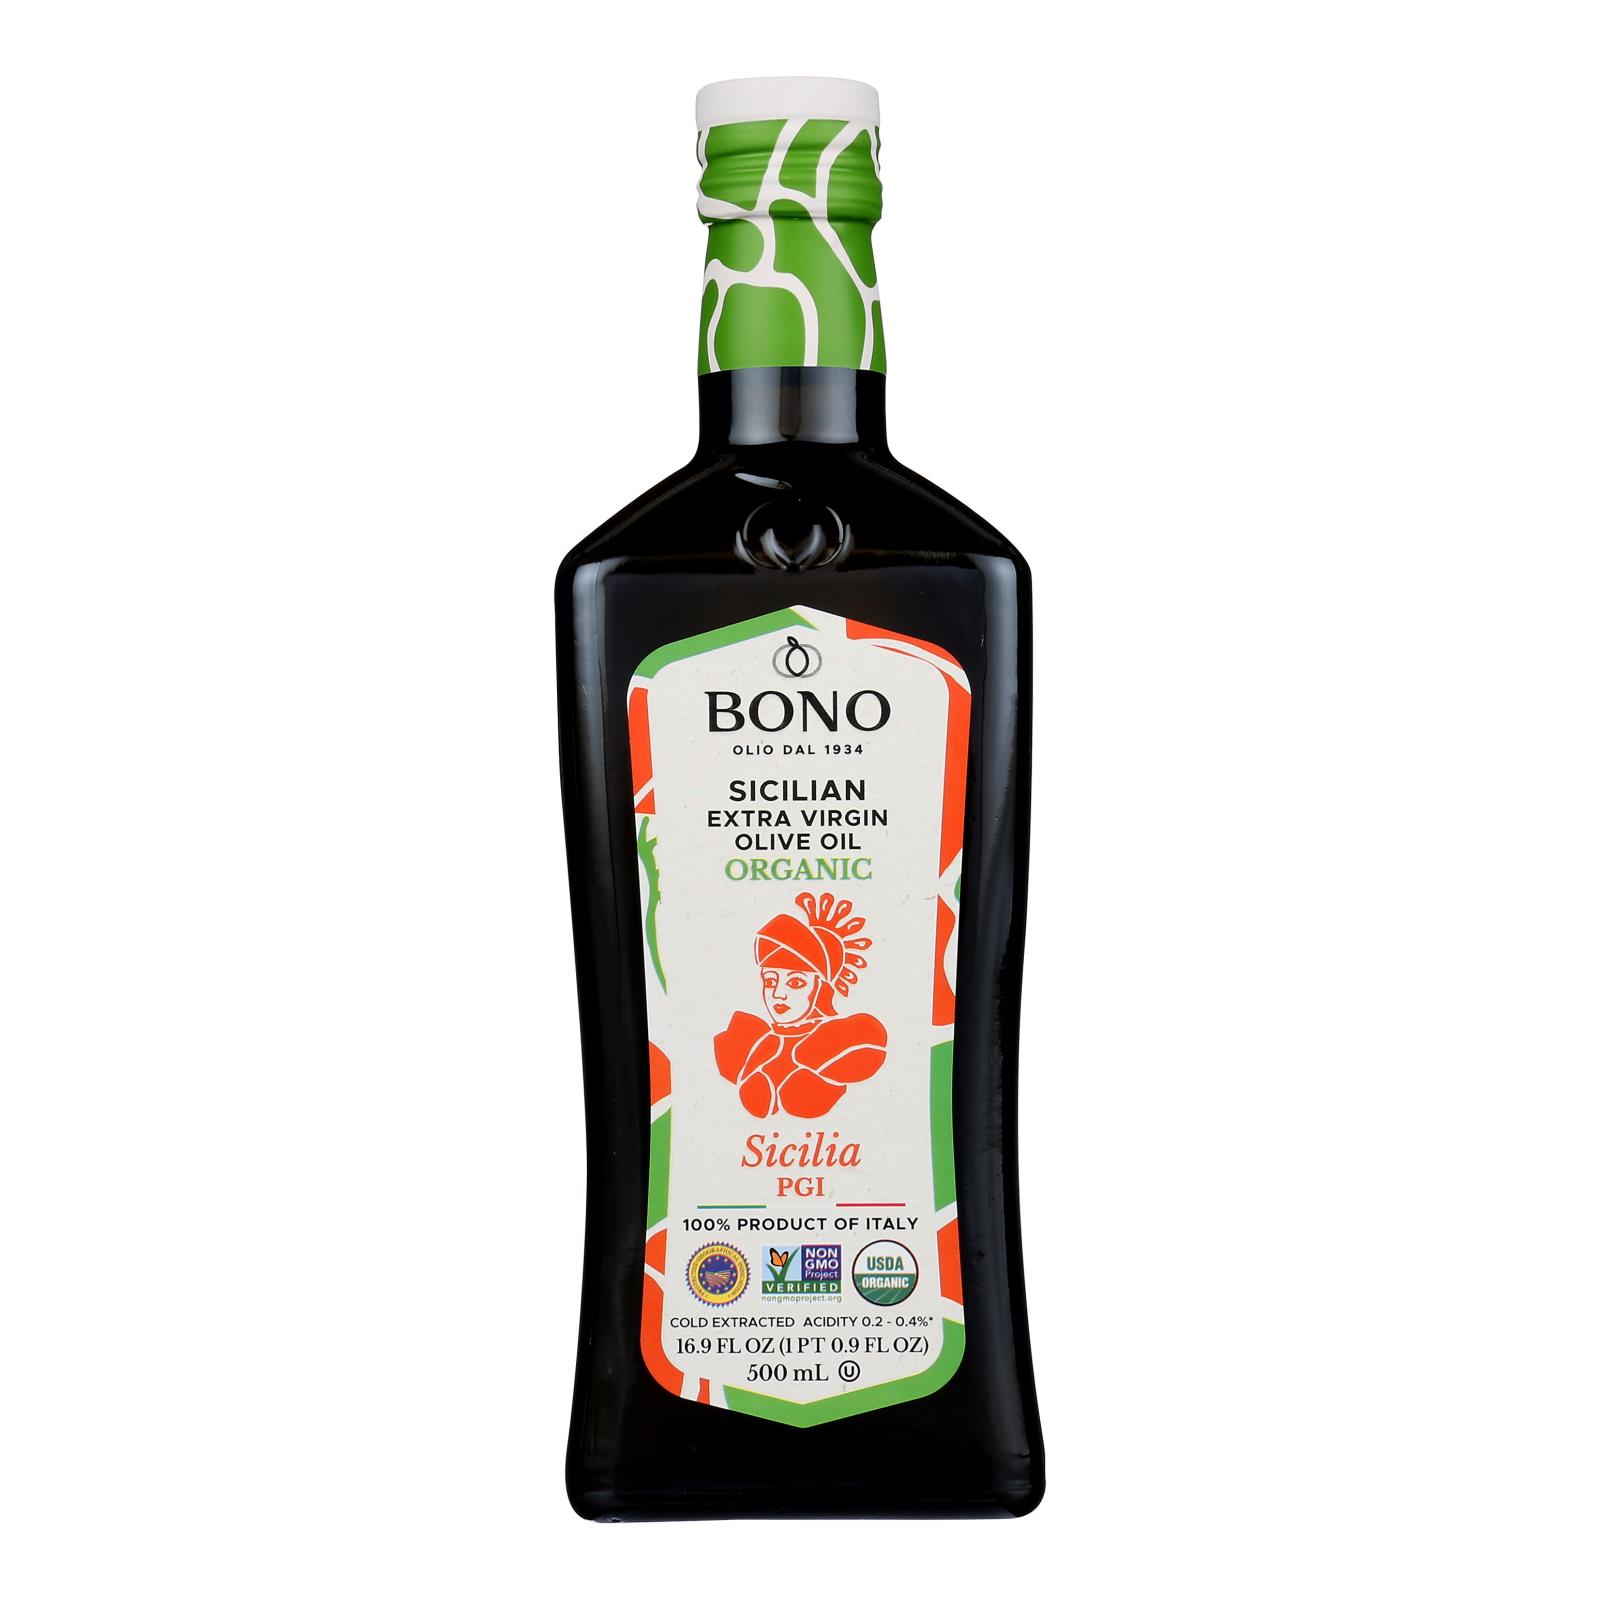 BONO
OLIO DAL 1934
SICILIAN
EXTRA VIRGIN
OLIVE OIL
ORGANIC
Sicilia
PGI
100% PRODUCT OF ITALY
NON
GMO
Project
VERIFIED
nongmoproject.org
USDA
ORGANIC
COLD EXTRACTED ACIDITY 0.2 - 0.4%*
16.9 FL OZ (1 PT 0.9 FL OZ)
500 mL U